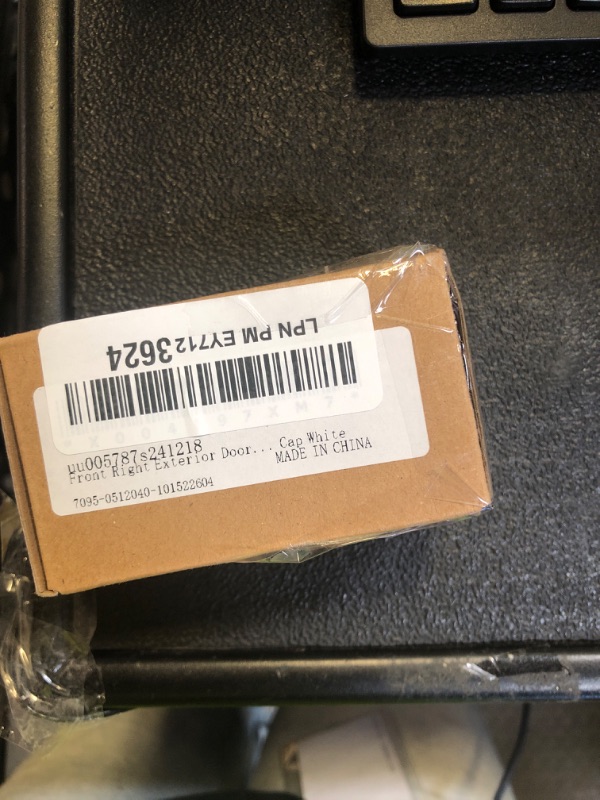 LPN PM EY712 3624
uu005787s241218
Front Right Exterior Door... Cap White
MADE IN CHINA
7095-0512040-101522604